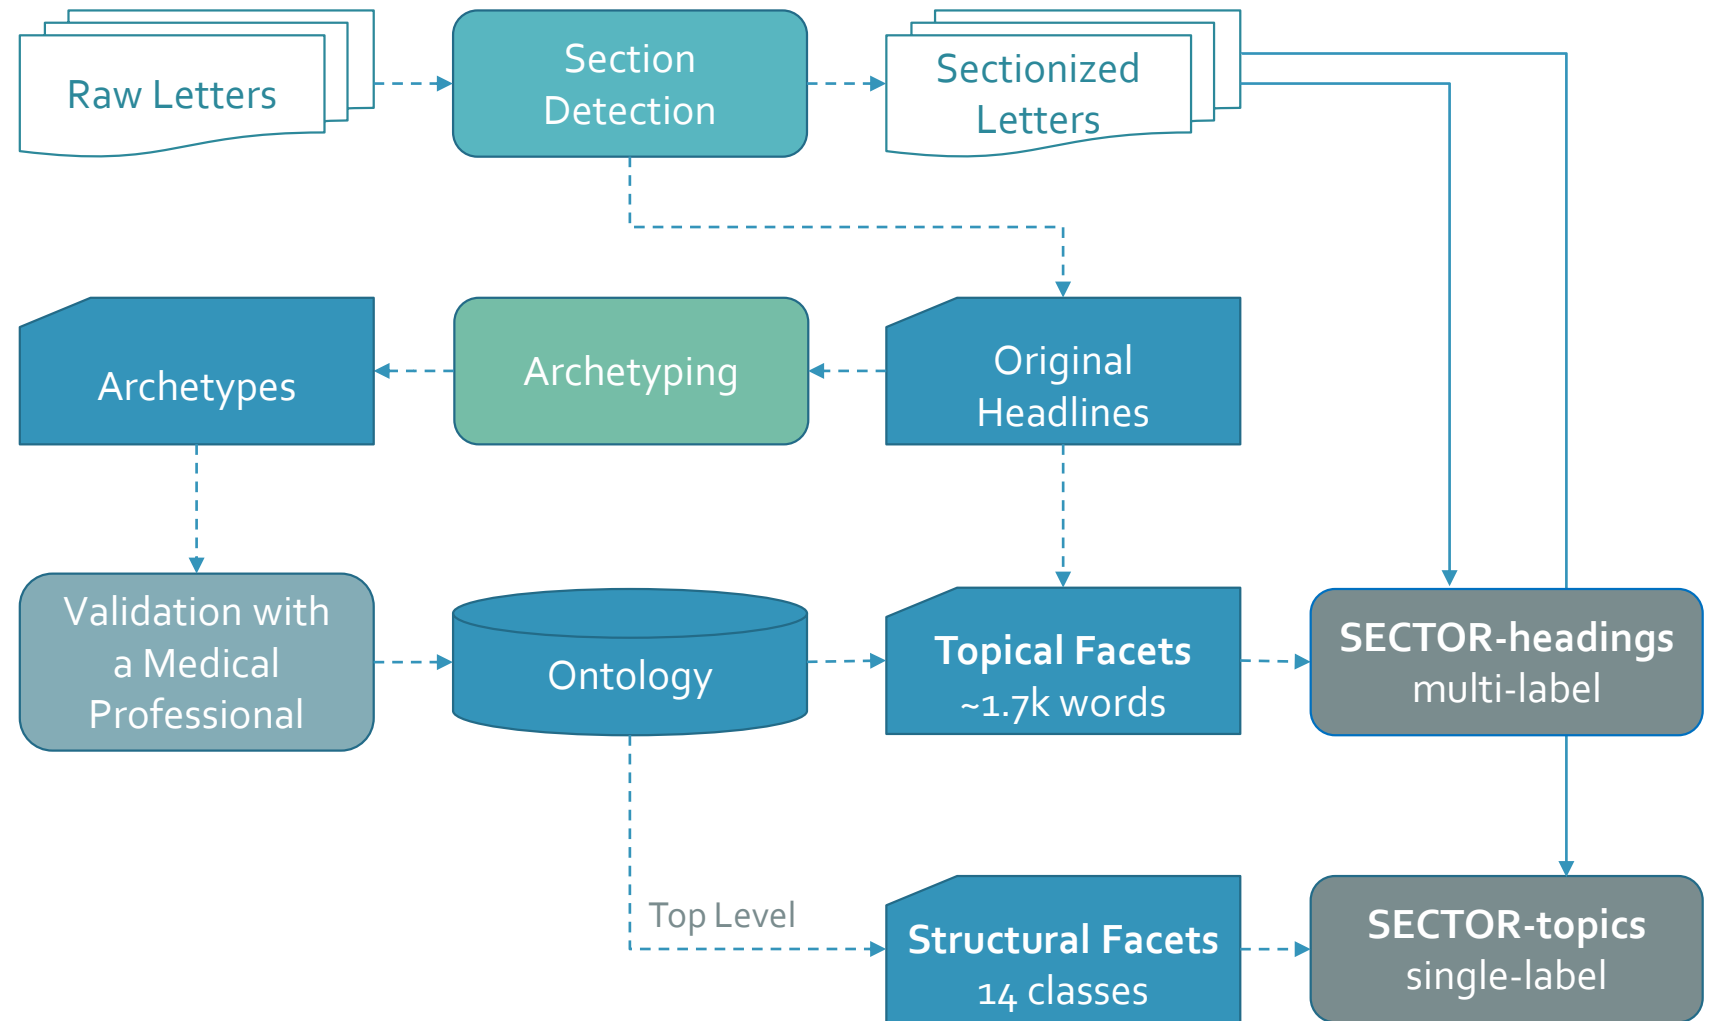 Raw Letters
Section
Detection
Sectionized
Letters
Archetypes
Archetyping
Original
Headlines
Validation with
a Medical
Professional
Ontology
Topical Facets
~1.7k words
SECTOR-headings
multi-label
Top Level
Structural Facets
14 classes
SECTOR-topics
single-label